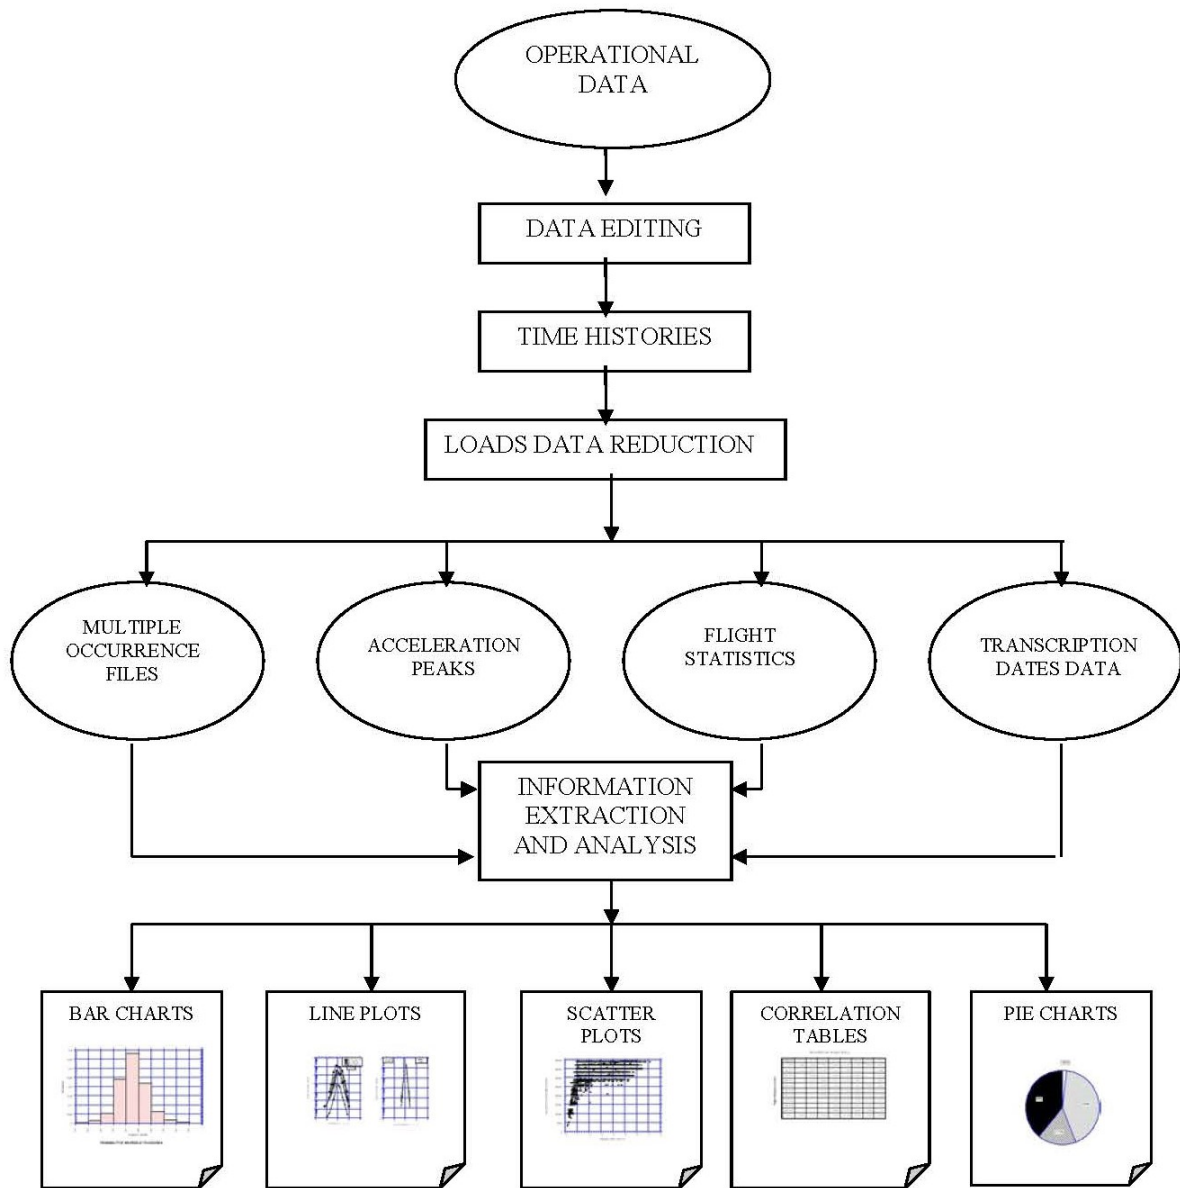 OPERATIONAL
DATA
DATA EDITING
TIME HISTORIES
LOADS DATA REDUCTION
MULTIPLE
OCCURRENCE
FILES
ACCELERATION
PEAKS
FLIGHT
STATISTICS
TRANSCRIPTION
DATES DATA
INFORMATION
EXTRACTION
AND ANALYSIS
BAR CHARTS
LINE PLOTS
SCATTER
PLOTS
CORRELATION
TABLES
PIE CHARTS